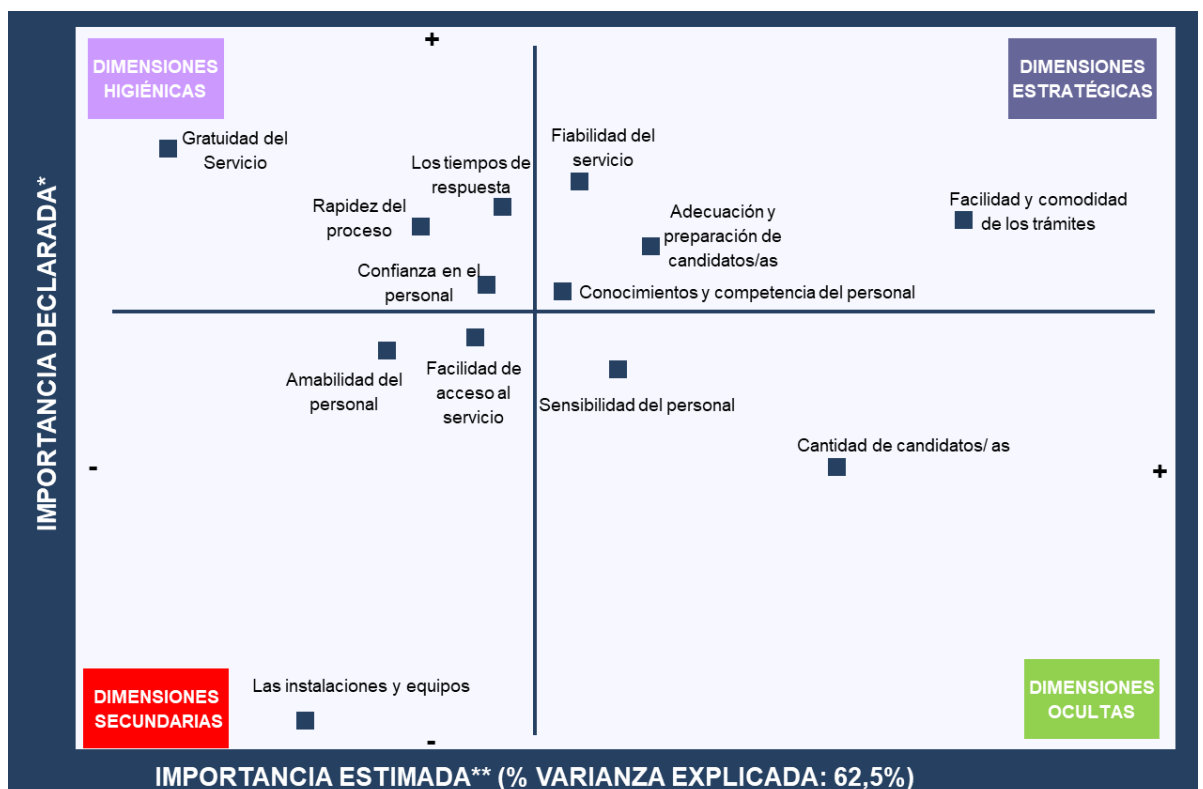 +
DIMENSIONES
HIGIÉNICAS
DIMENSIONES
ESTRATÉGICAS
Gratuidad del
Servicio
Los tiempos de
respuesta
Fiabilidad del
servicio
Rapidez del
proceso
Adecuación y
preparación de
candidatos/as
Facilidad y comodidad
de los trámites
Confianza en el
personal
Conocimientos y competencia del personal
IMPORTANCIA DECLARADA*
Amabilidad del
personal
Facilidad de
acceso al
servicio
Sensibilidad del personal
Cantidad de candidatos/ as
-
+
Las instalaciones y equipos
DIMENSIONES
SECUNDARIAS
DIMENSIONES
OCULTAS
-
IMPORTANCIA ESTIMADA** (% VARIANZA EXPLICADA: 62,5%)